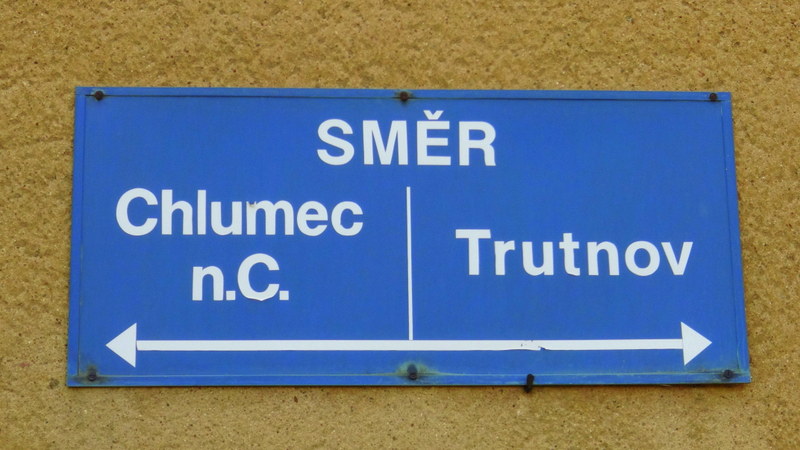 SMĚR
Chlumec
n.C.
Trutnov